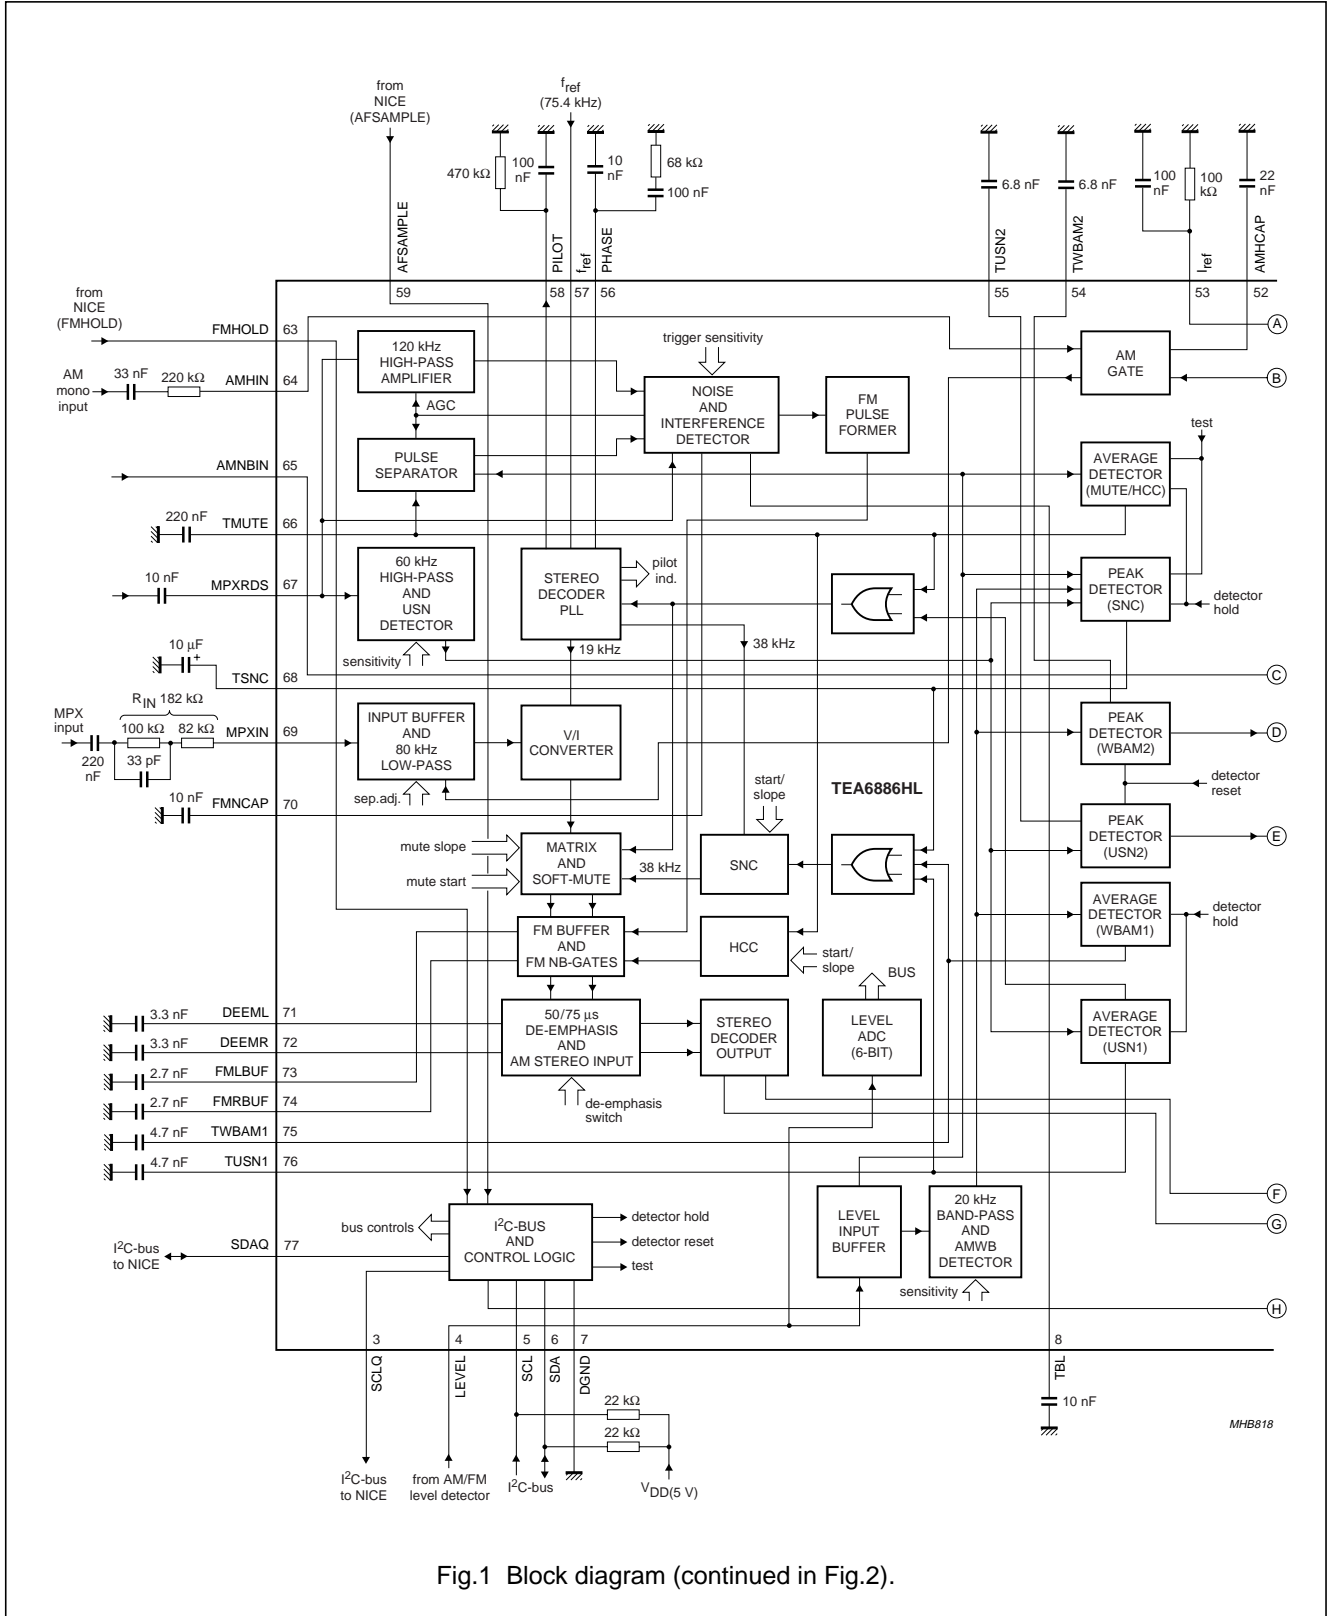 from
NICE
(AFSAMPLE)
fref
(75.4 kHz)
470 kΩ
100
nF
10
nF
68 kΩ
100 nF
6.8 nF
6.8 nF
100
nF
100
kΩ
22
nF
AFSAMPLE
PILOT
fref
PHASE
TUSN2
TWBAM2
Iref
AMHCAP
59
58
57
56
55
54
53
52
from
NICE
(FMHOLD)
FMHOLD
63
AM
mono
input
33 nF
220 kΩ
AMHIN
64
AMNBIN
65
220 nF
TMUTE
66
10 nF
MPXRDS
67
10 μF
+
TSNC
68
RIN 182 kΩ
MPX
input
220
nF
100 kΩ
82 kΩ
33 pF
MPXIN
69
10 nF
FMNCAP
70
120 kHz
HIGH-PASS
AMPLIFIER
AGC
PULSE
SEPARATOR
trigger sensitivity
NOISE
AND
INTERFERENCE
DETECTOR
FM
PULSE
FORMER
AM
GATE
A
B
test
AVERAGE
DETECTOR
(MUTE/HCC)
60 kHz
HIGH-PASS
AND
USN
DETECTOR
sensitivity
STEREO
DECODER
PLL
pilot
ind.
19 kHz
38 kHz
PEAK
DETECTOR
(SNC)
detector
hold
C
INPUT BUFFER
AND
80 kHz
LOW-PASS
sep.adj.
V/I
CONVERTER
PEAK
DETECTOR
(WBAM2)
D
detector
reset
start/
slope
TEA6886HL
PEAK
DETECTOR
(USN2)
E
mute slope
mute start
MATRIX
AND
SOFT-MUTE
38 kHz
SNC
AVERAGE
DETECTOR
(WBAM1)
detector
hold
FM BUFFER
AND
FM NB-GATES
HCC
start/
slope
BUS
3.3 nF
DEEML
71
3.3 nF
DEEMR
72
2.7 nF
FMLBUF
73
2.7 nF
FMRBUF
74
4.7 nF
TWBAM1
75
4.7 nF
TUSN1
76
50/75 μs
DE-EMPHASIS
AND
AM STEREO INPUT
de-emphasis
switch
STEREO
DECODER
OUTPUT
LEVEL
ADC
(6-BIT)
AVERAGE
DETECTOR
(USN1)
F
G
I2C-bus
to NICE
SDAQ
77
bus controls
I2C-BUS
AND
CONTROL LOGIC
detector hold
detector reset
test
LEVEL
INPUT
BUFFER
20 kHz
BAND-PASS
AND
AMWB
DETECTOR
sensitivity
H
3
4
5
6
7
8
SCLQ
LEVEL
SCL
SDA
DGND
TBL
22 kΩ
22 kΩ
10 nF
MHB818
I2C-bus
to NICE
from AM/FM
level detector
I2C-bus
VDD(5 V)
Fig.1 Block diagram (continued in Fig.2).